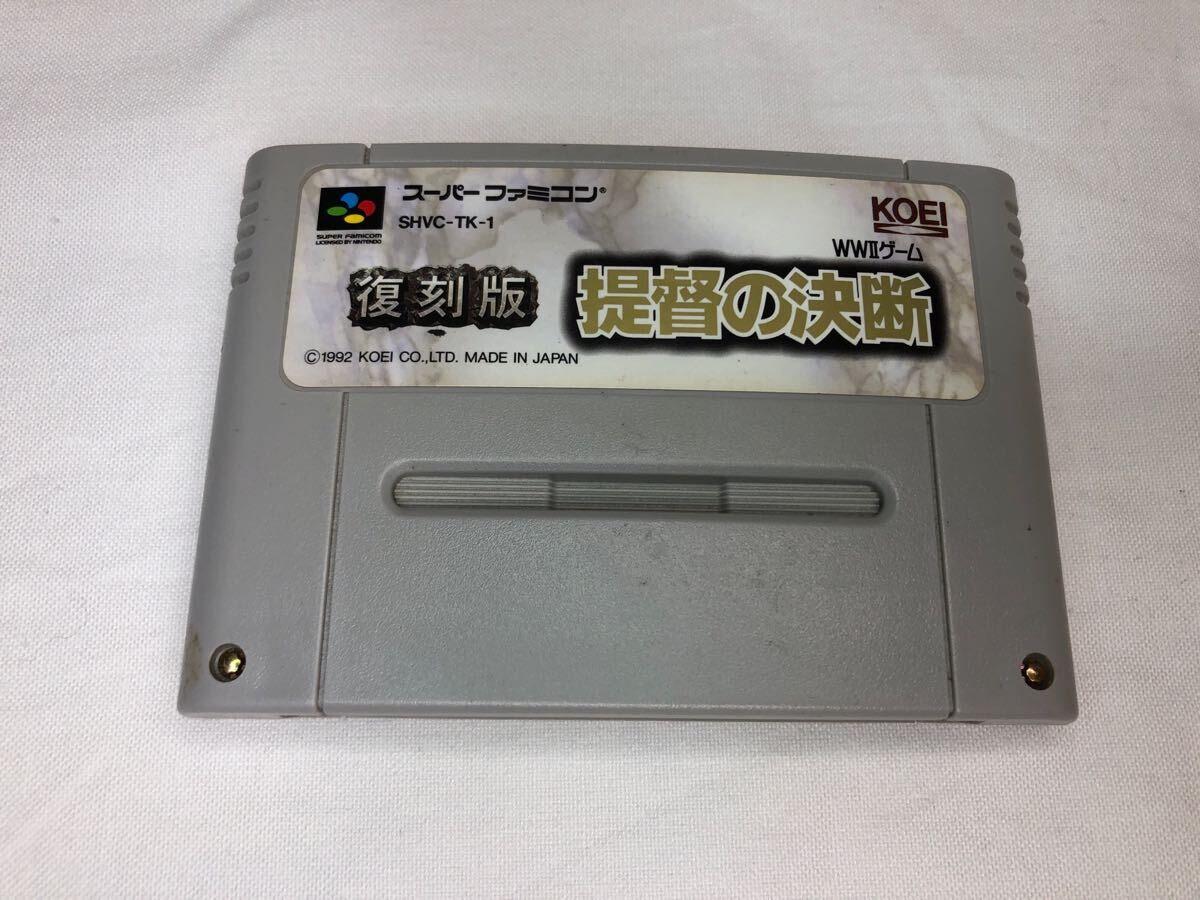 スーパーファミコン®
SHVC-TK-1
SUPER FAMICOM
LICENSED BY NINTENDO
KOEI
WWⅡゲーム
復刻版 提督の決断
©1992 KOEI CO.,LTD. MADE IN JAPAN